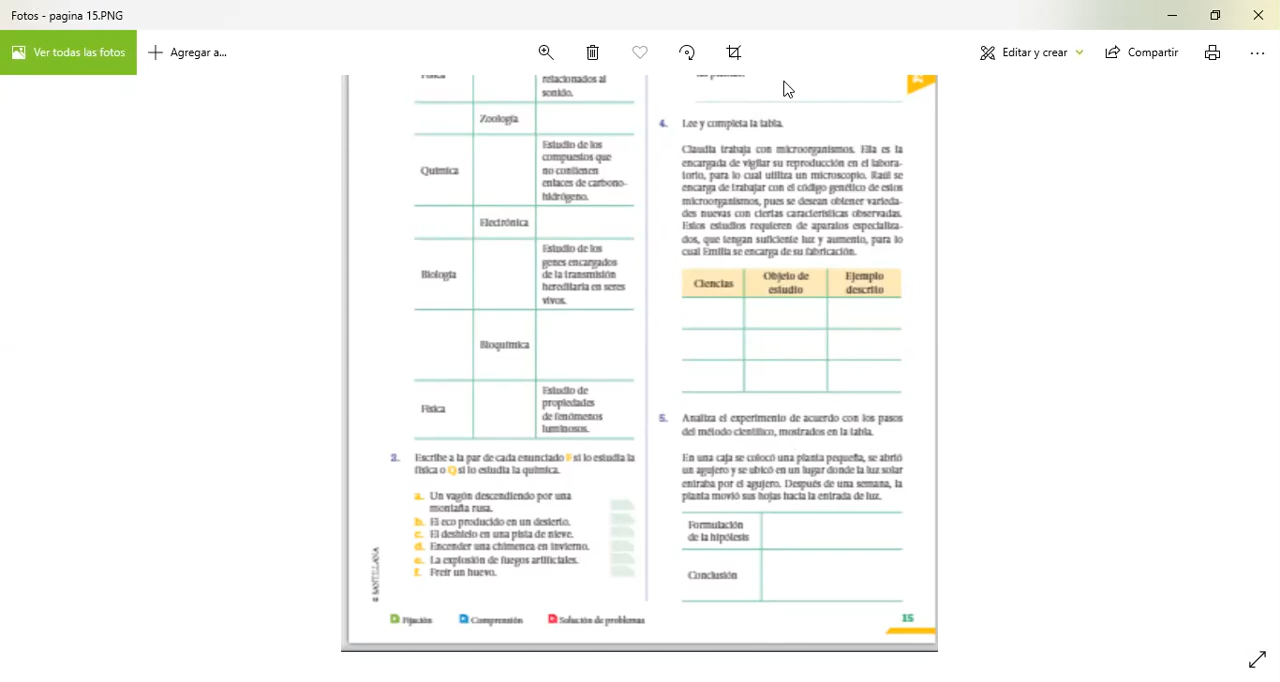 Fotos - pagina 15.PNG
Ver todas las fotos
Agregar a...
Editar y crear
Compartir
Física
relacionados al
sonido.
Zoología
Química
Estudio de los
compuestos que
no contienen
enlaces de carbono-
hidrógeno.
Electrónica
Biología
Estudio de los
genes encargados
de la transmisión
hereditaria en seres
vivos.
Bioquímica
Física
Estudio de
propiedades
de fenómenos
luminosos.
Escribe a la par de cada enunciado F si lo estudia la
física o Q si lo estudia la química.
a. Un vagón descendiendo por una
montaña rusa.
b. El eco producido en un desierto.
c. El deshielo en una pista de nieve.
d. Encender una chimenea en invierno.
e. La explosión de fuegos artificiales.
f. Freír un huevo.
© SANTILLANA
Fijación
Comprensión
Solución de problemas
4. Lee y completa la tabla.
Claudia trabaja con microorganismos. Ella es la
encargada de vigilar su reproducción en el labora-
torio, para lo cual utiliza un microscopio. Raúl se
encarga de trabajar con el código genético de estos
microorganismos, pues se desean obtener varieda-
des nuevas con ciertas características observadas.
Estos estudios requieren de aparatos especializa-
dos, que tengan suficiente luz y aumento, para lo
cual Emilia se encarga de su fabricación.
Ciencias
Objeto de
estudio
Ejemplo
descrito
5. Analiza el experimento de acuerdo con los pasos
del método científico, mostrados en la tabla.
En una caja se colocó una planta pequeña, se abrió
un agujero y se ubicó en un lugar donde la luz solar
entraba por el agujero. Después de una semana, la
planta movió sus hojas hacia la entrada de luz.
Formulación
de la hipótesis
Conclusión
15